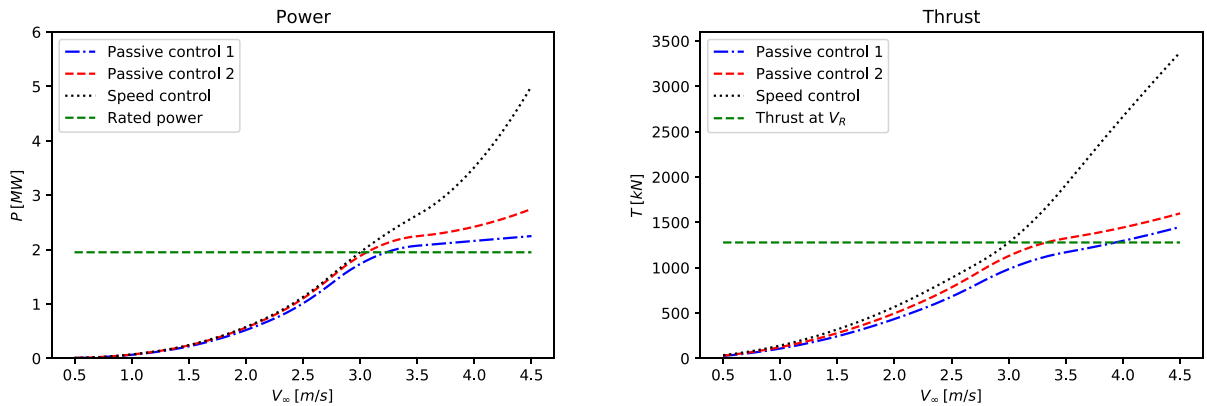 Power
6
5
4
3
2
1
0
P [MW]
Passive control 1
Passive control 2
Speed control
Rated power
0.5 1.0 1.5 2.0 2.5 3.0 3.5 4.0 4.5
V∞ [m/s]
Thrust
3500
3000
2500
2000
1500
1000
500
0
T [kN]
Passive control 1
Passive control 2
Speed control
Thrust at V_R
0.5 1.0 1.5 2.0 2.5 3.0 3.5 4.0 4.5
V∞ [m/s]